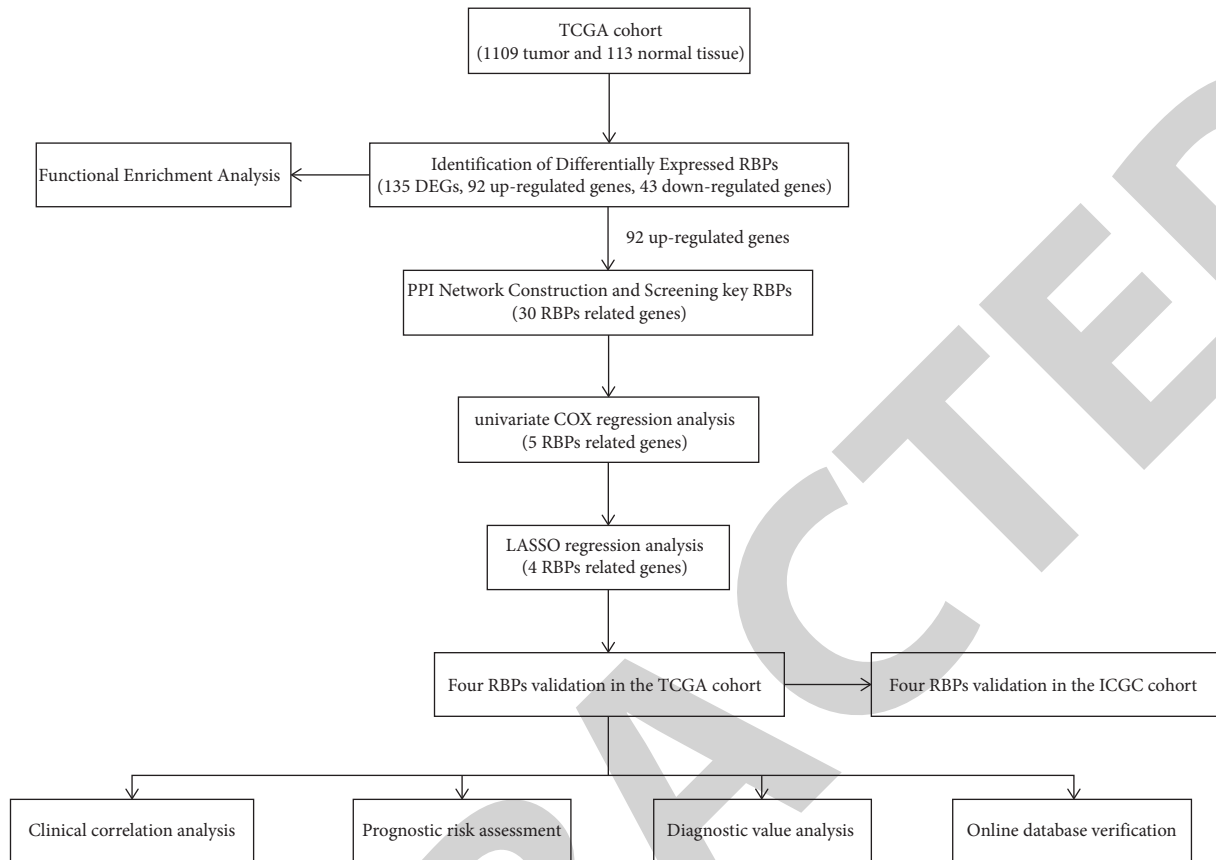 TCGA cohort
(1109 tumor and 113 normal tissue)
Functional Enrichment Analysis
Identification of Differentially Expressed RBPs
(135 DEGs, 92 up-regulated genes, 43 down-regulated genes)
92 up-regulated genes
PPI Network Construction and Screening key RBPs
(30 RBPs related genes)
univariate COX regression analysis
(5 RBPs related genes)
LASSO regression analysis
(4 RBPs related genes)
Four RBPs validation in the TCGA cohort
Four RBPs validation in the ICGC cohort
Clinical correlation analysis
Prognostic risk assessment
Diagnostic value analysis
Online database verification